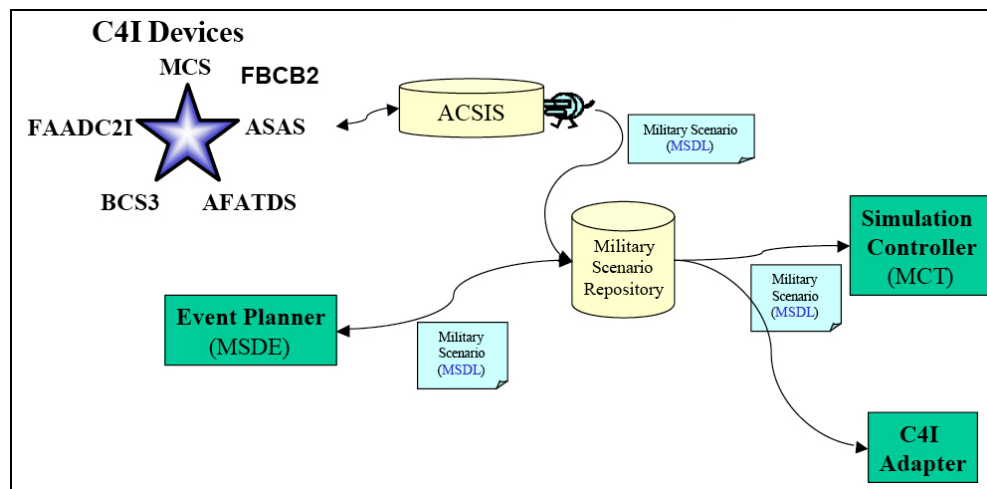 C4I Devices
MCS
FBCB2
FAADC2I
ASAS
BCS3
AFATDS
ACSIS
Military Scenario
(MSDL)
Military
Scenario
Repository
Simulation
Controller
(MCT)
Military
Scenario
(MSDL)
Event Planner
(MSDE)
Military
Scenario
(MSDL)
C4I
Adapter